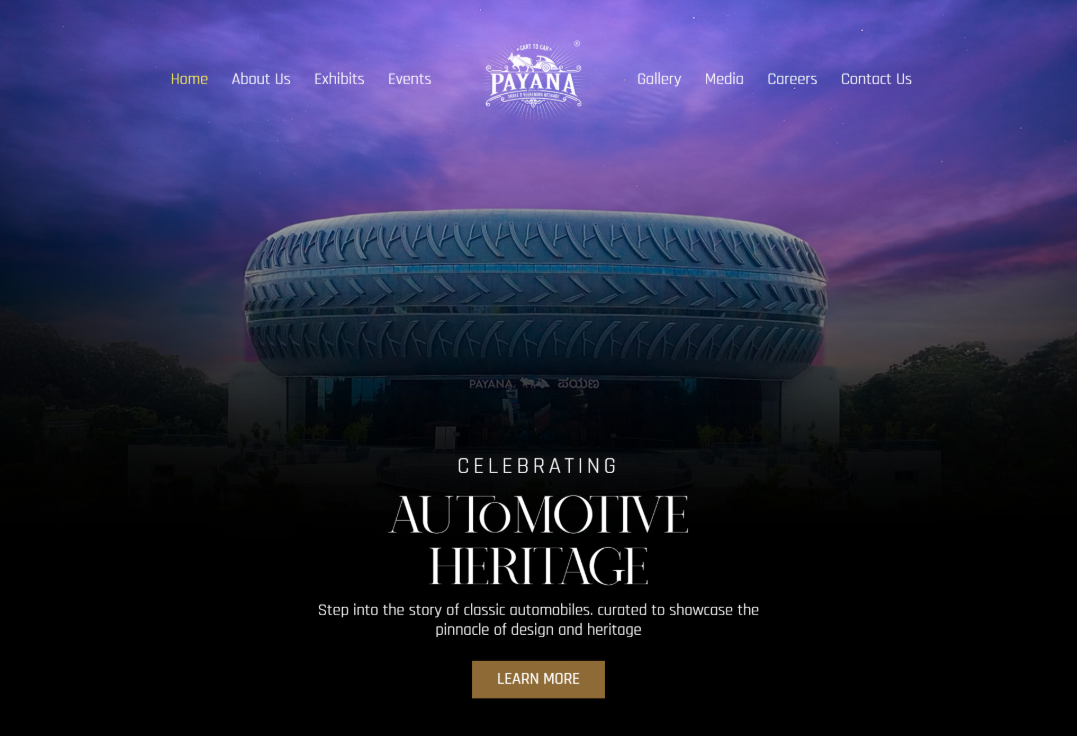 Home
About Us
Exhibits
Events
CART TO CAR
PAYANA
®
Gallery
Media
Careers
Contact Us
PAYANA ಪಯಣ
CELEBRATING
AUToMOTIVE
HERITAGE
Step into the story of classic automobiles. curated to showcase the
pinnacle of design and heritage
LEARN MORE